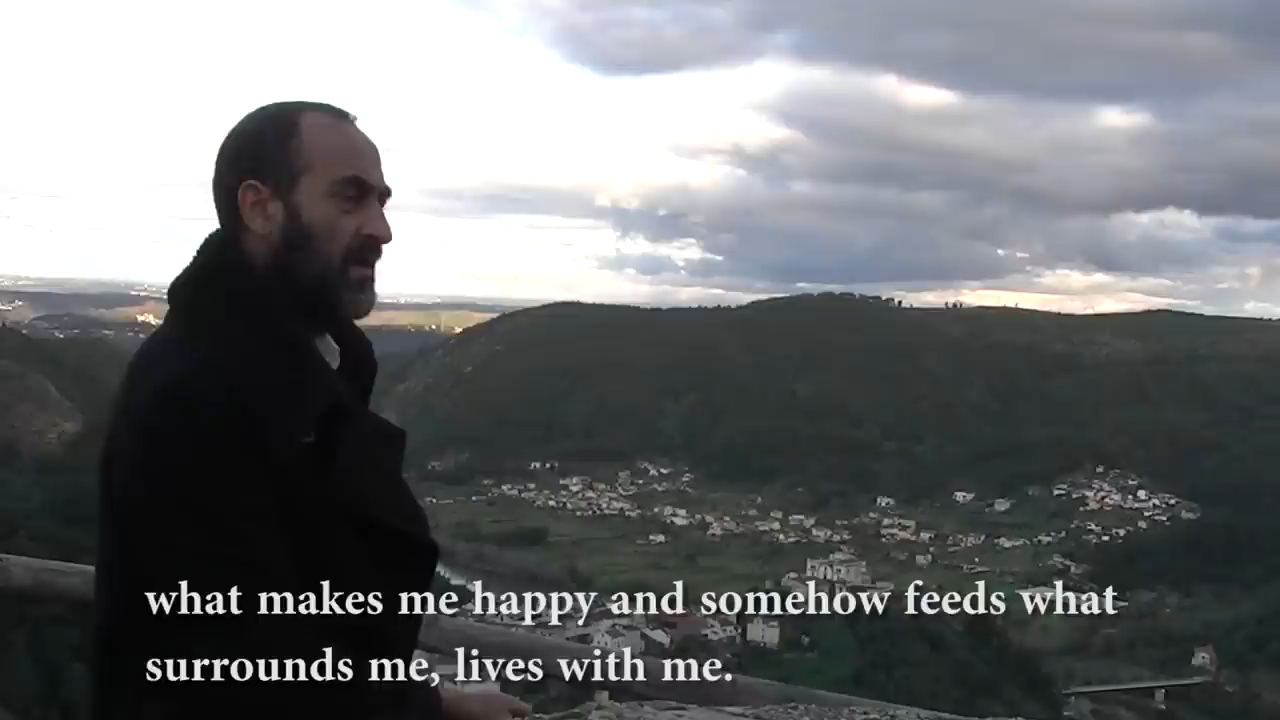 what makes me happy and somehow feeds what
surrounds me, lives with me.